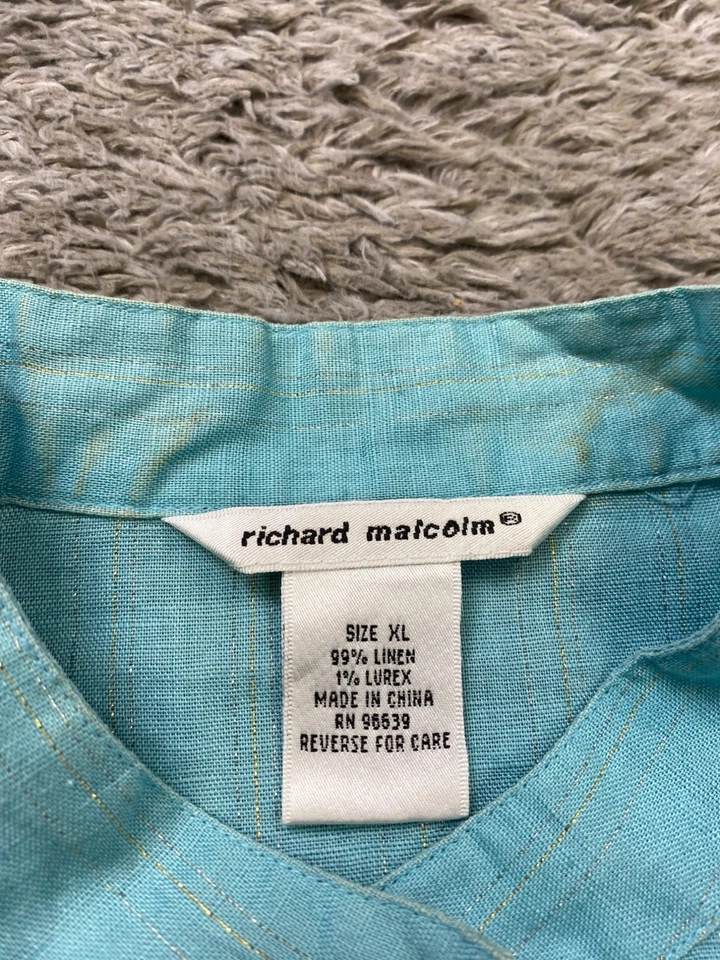 richard malcolm®
SIZE XL
99% LINEN
1% LUREX
MADE IN CHINA
RN 96639
REVERSE FOR CARE